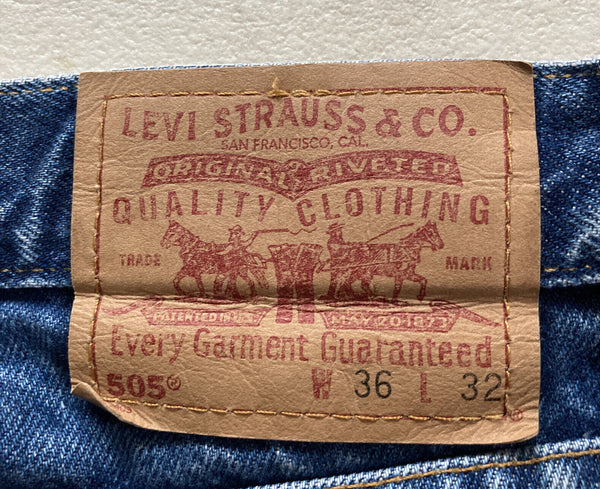 LEVI STRAUSS & CO.
SAN FRANCISCO, CAL.
ORIGINAL RIVETED
QUALITY CLOTHING
TRADE MARK
PATENTED IN U.S. MAY 20 1873
Every Garment Guaranteed
505® W 36 L 32
®